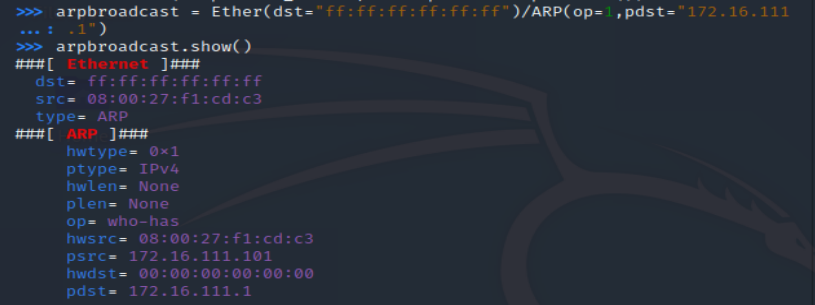 >>> arpbroadcast = Ether(dst="ff:ff:ff:ff:ff:ff")/ARP(op=1,pdst="172.16.111
...: .1")
>>> arpbroadcast.show()
###[ Ethernet ]###
dst= ff:ff:ff:ff:ff:ff
src= 08:00:27:f1:cd:c3
type= ARP
###[ ARP ]###
hwtype= 0×1
ptype= IPv4
hwlen= None
plen= None
op= who-has
hwsrc= 08:00:27:f1:cd:c3
psrc= 172.16.111.101
hwdst= 00:00:00:00:00:00
pdst= 172.16.111.1